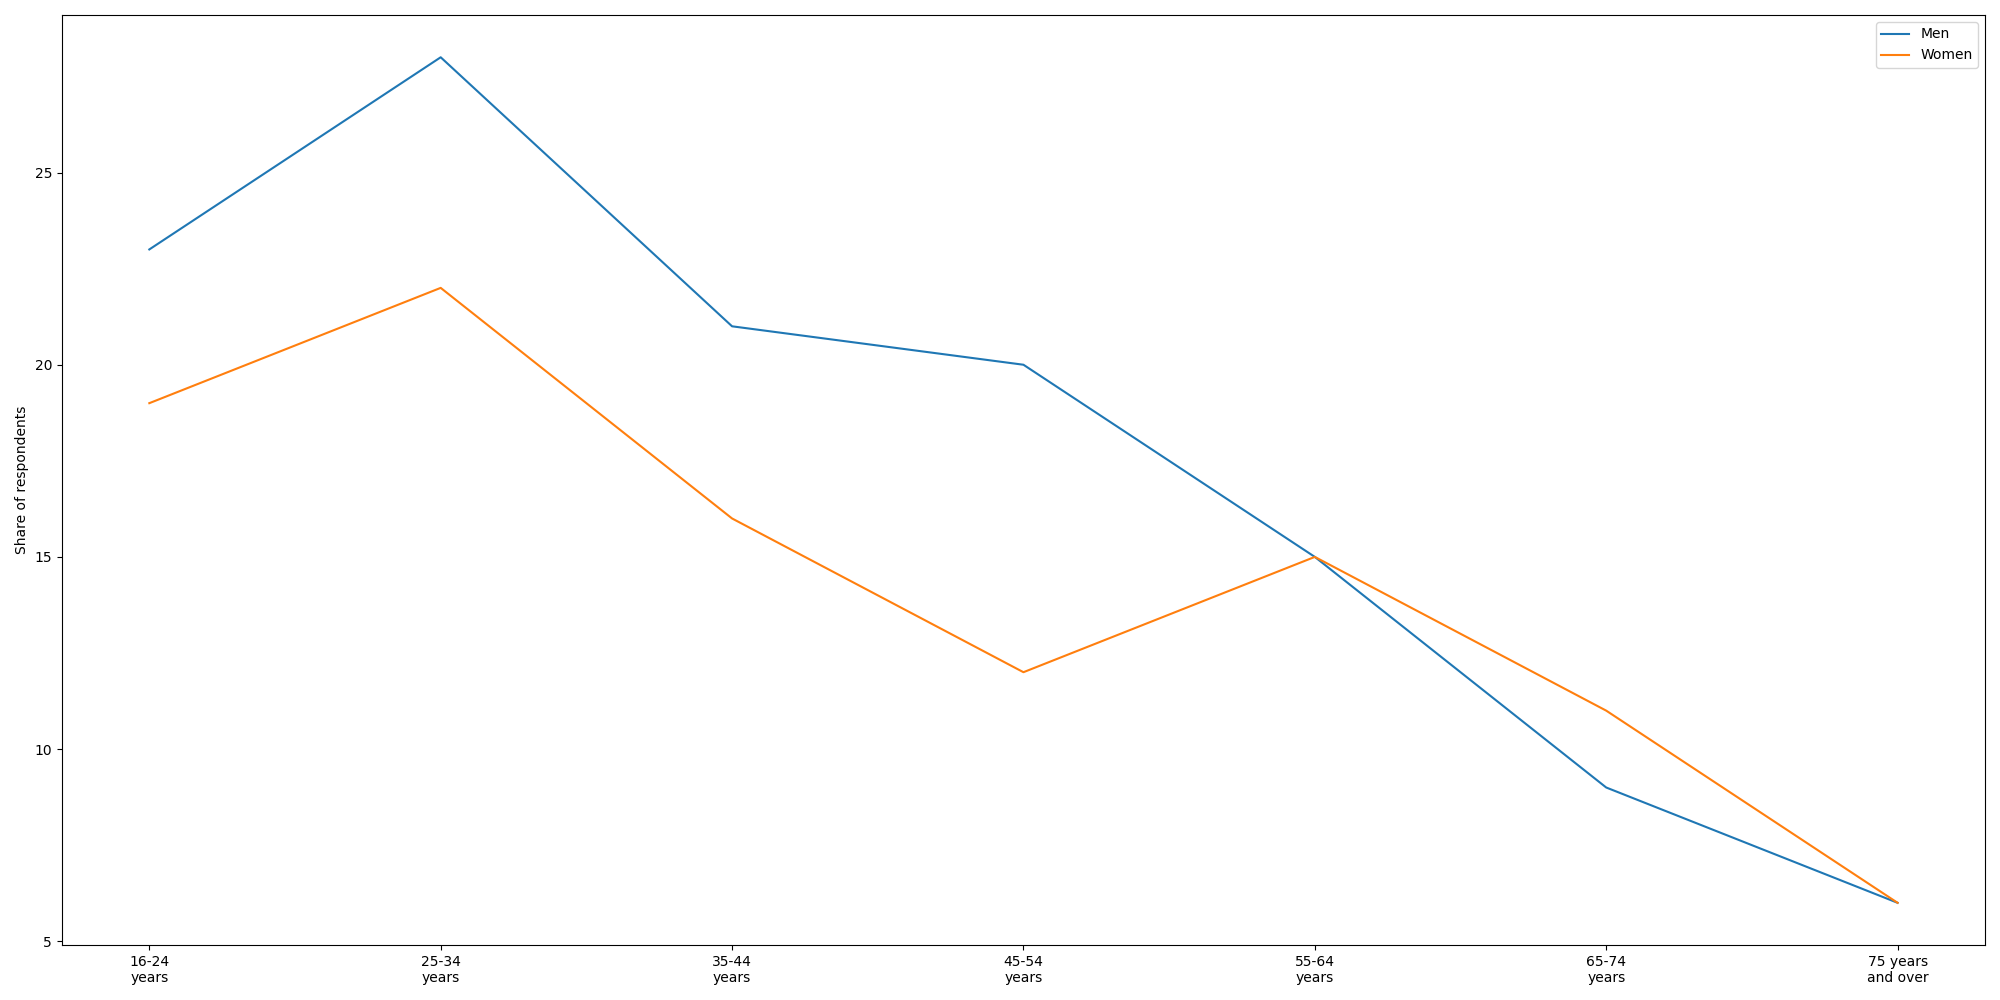 Men
Women
Share of respondents
25
20
15
10
5
16-24
years
25-34
years
35-44
years
45-54
years
55-64
years
65-74
years
75 years
and over